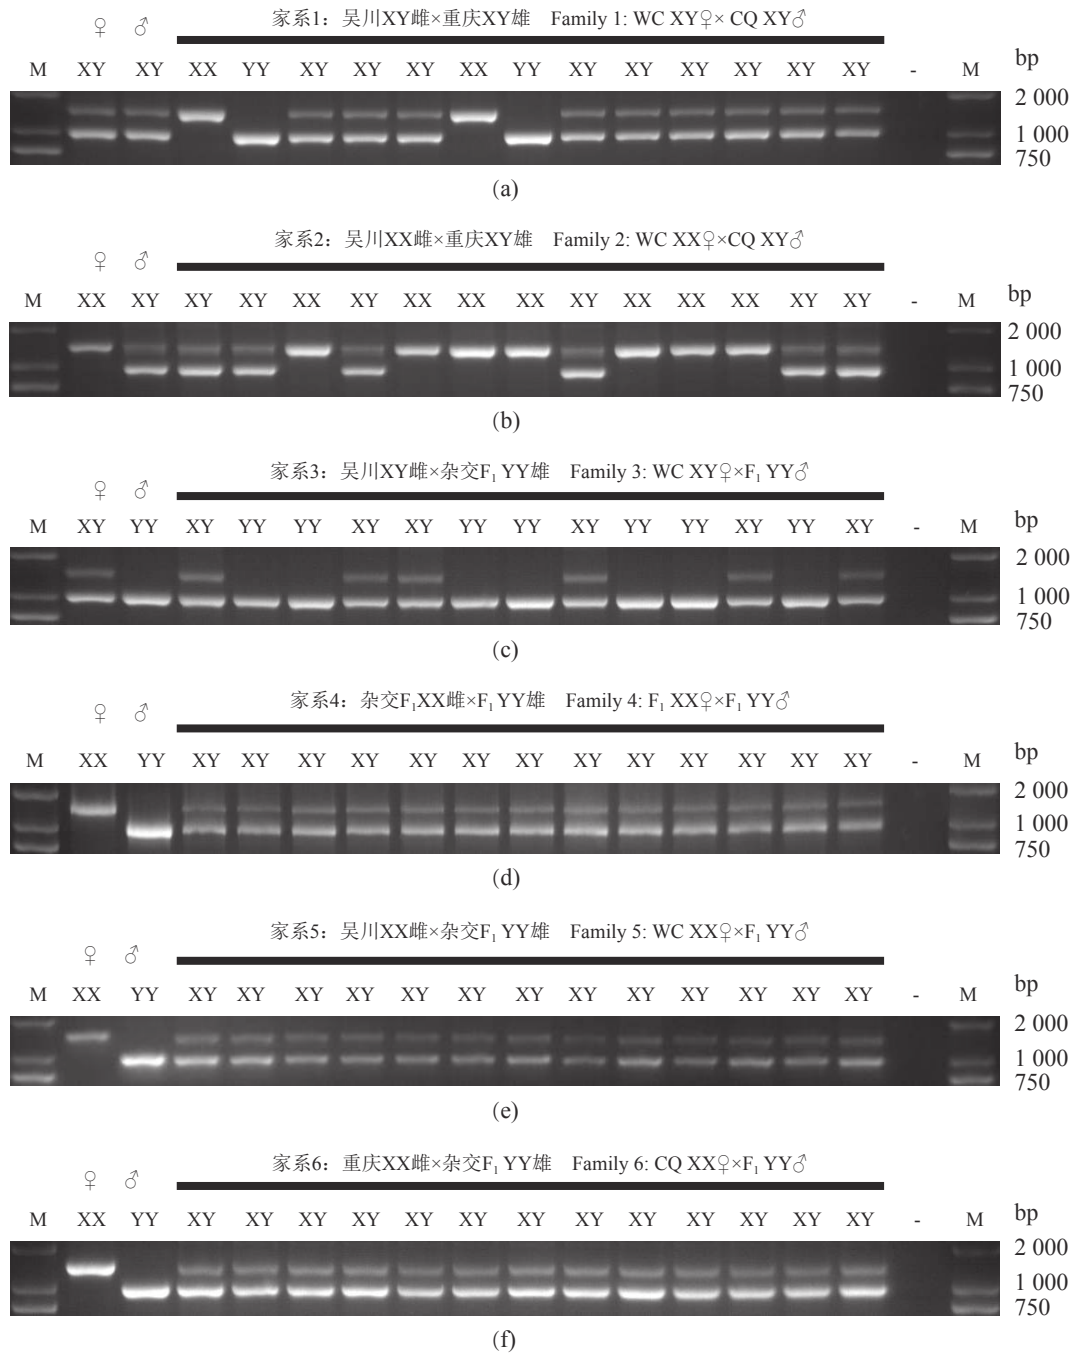 家系1：吴川XY雌×重庆XY雄 Family 1: WC XY♀× CQ XY♂
♀ ♂
M XY XY XX YY XY XY XY XX YY XY XY XY XY XY XY - M bp
2 000
1 000
750
(a)
家系2：吴川XX雌×重庆XY雄 Family 2: WC XX♀×CQ XY♂
♀ ♂
M XX XY XY XY XX XY XX XX XX XY XX XX XX XY XY - M bp
2 000
1 000
750
(b)
家系3：吴川XY雌×杂交F₁ YY雄 Family 3: WC XY♀×F₁ YY♂
♀ ♂
M XY YY XY YY YY XY XY YY YY XY YY YY XY YY XY - M bp
2 000
1 000
750
(c)
家系4：杂交F₁XX雌×F₁ YY雄 Family 4: F₁ XX♀×F₁ YY♂
♀ ♂
M XX YY XY XY XY XY XY XY XY XY XY XY XY XY XY - M bp
2 000
1 000
750
(d)
家系5：吴川XX雌×杂交F₁ YY雄 Family 5: WC XX♀×F₁ YY♂
♀ ♂
M XX YY XY XY XY XY XY XY XY XY XY XY XY XY XY - M bp
2 000
1 000
750
(e)
家系6：重庆XX雌×杂交F₁ YY雄 Family 6: CQ XX♀×F₁ YY♂
♀ ♂
M XX YY XY XY XY XY XY XY XY XY XY XY XY XY XY - M bp
2 000
1 000
750
(f)